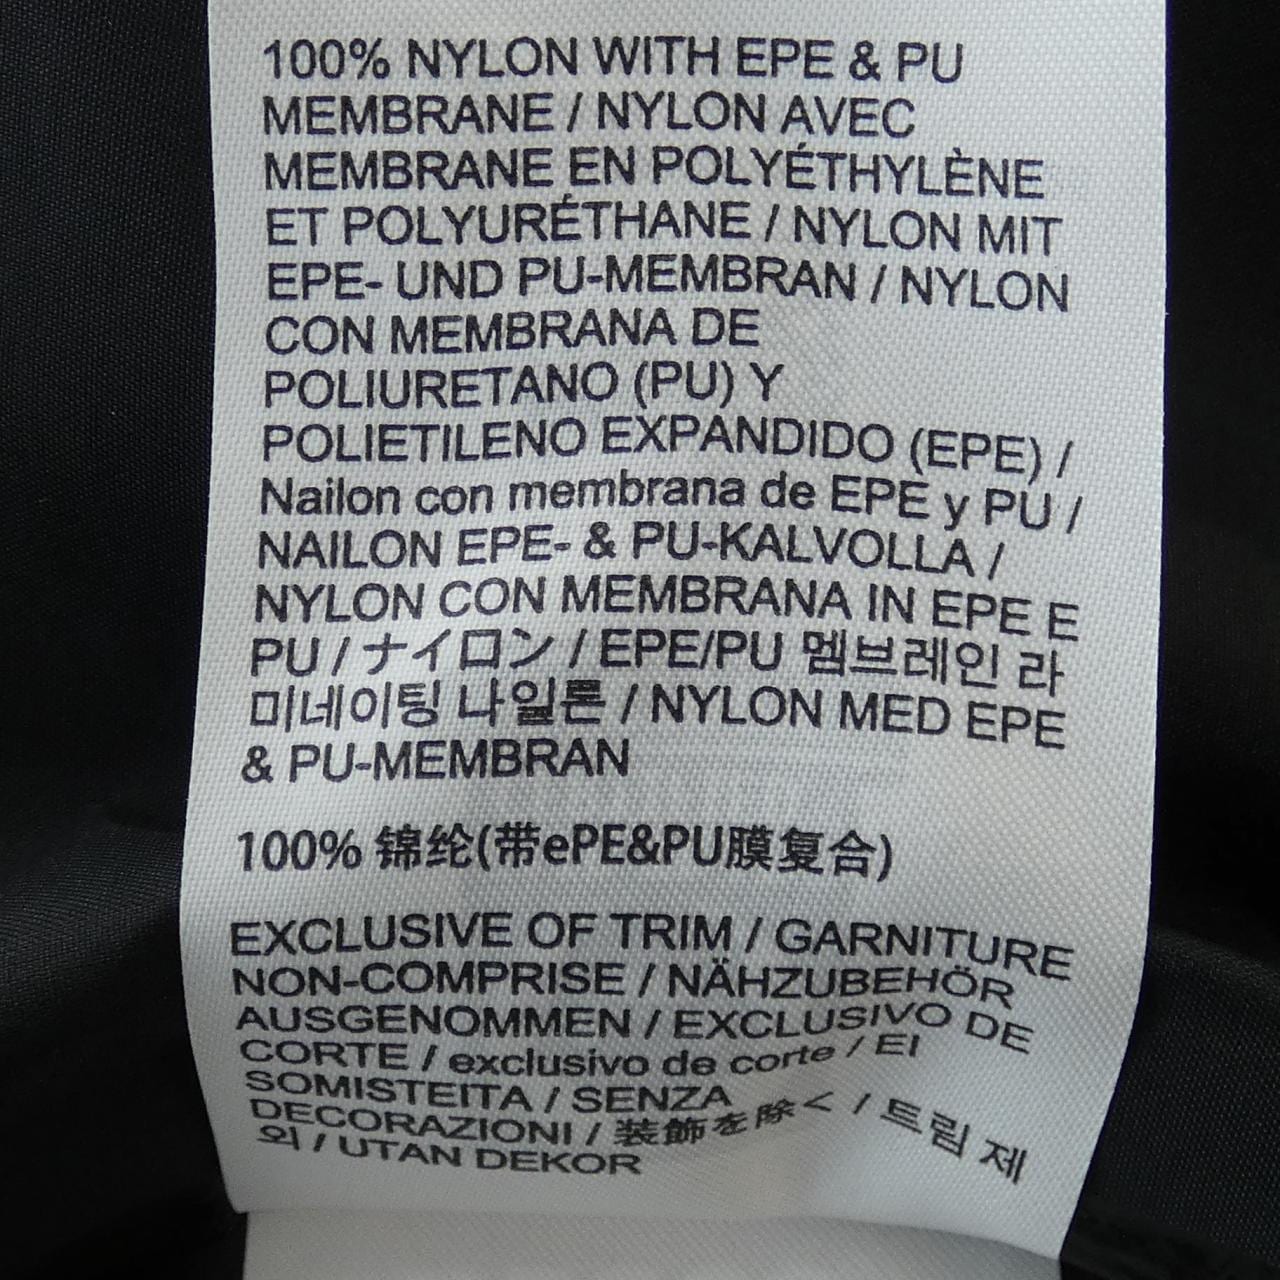 100% NYLON WITH EPE & PU
MEMBRANE / NYLON AVEC
MEMBRANE EN POLYÉTHYLÈNE
ET POLYURÉTHANE / NYLON MIT
EPE- UND PU-MEMBRAN / NYLON
CON MEMBRANA DE
POLIURETANO (PU) Y
POLIETILENO EXPANDIDO (EPE) /
Nailon con membrana de EPE y PU /
NAILON EPE- & PU-KALVOLLA /
NYLON CON MEMBRANA IN EPE E
PU / ナイロン / EPE/PU 멤브레인 라
미네이팅 나일론 / NYLON MED EPE
& PU-MEMBRAN
100% 锦纶(带ePE&PU膜复合)
EXCLUSIVE OF TRIM / GARNITURE
NON-COMPRISE / NÄHZUBEHÖR
AUSGENOMMEN / EXCLUSIVO DE
CORTE / exclusivo de corte / EI
SOMISTEITA / SENZA
DECORAZIONI / 装飾を除く / 트림 제
외 / UTAN DEKOR